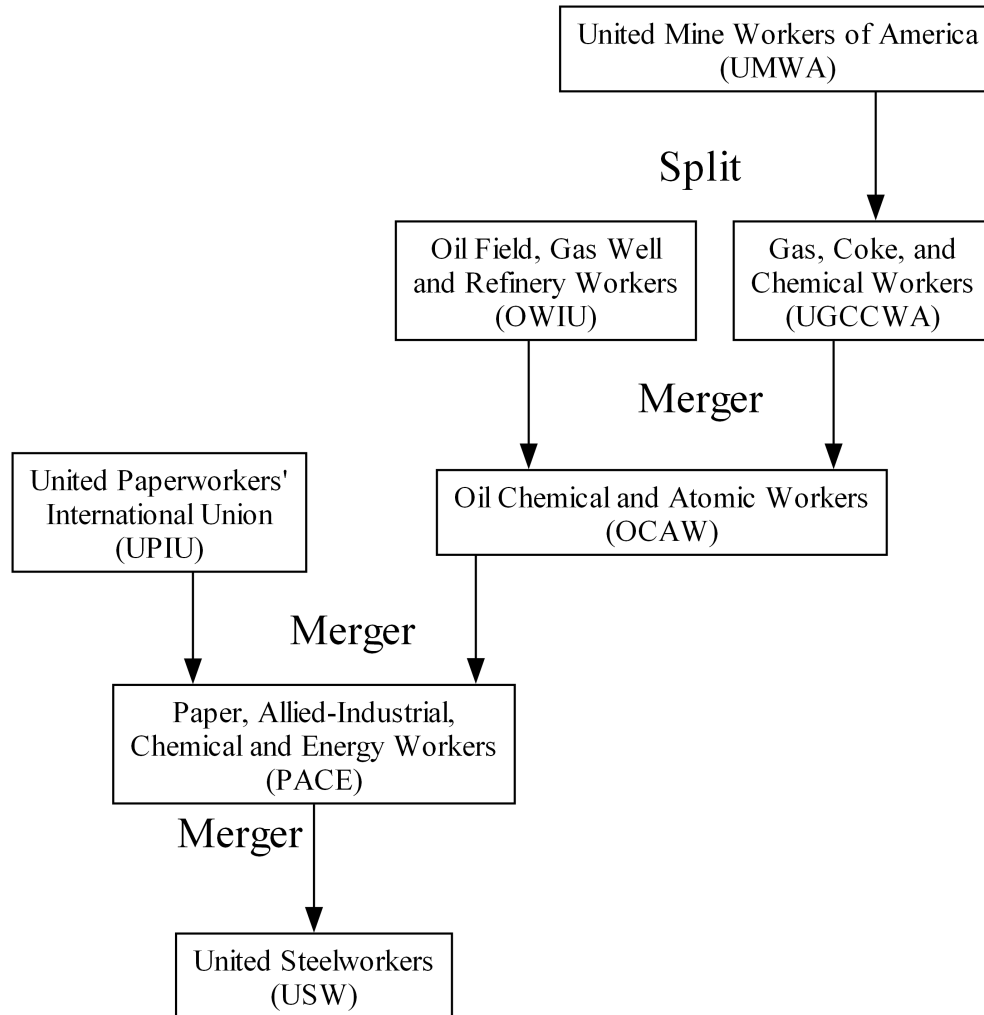 United Mine Workers of America
(UMWA)
Split
Oil Field, Gas Well
and Refinery Workers
(OWIU)
Gas, Coke, and
Chemical Workers
(UGCCWA)
Merger
United Paperworkers'
International Union
(UPIU)
Oil Chemical and Atomic Workers
(OCAW)
Merger
Paper, Allied-Industrial,
Chemical and Energy Workers
(PACE)
Merger
United Steelworkers
(USW)